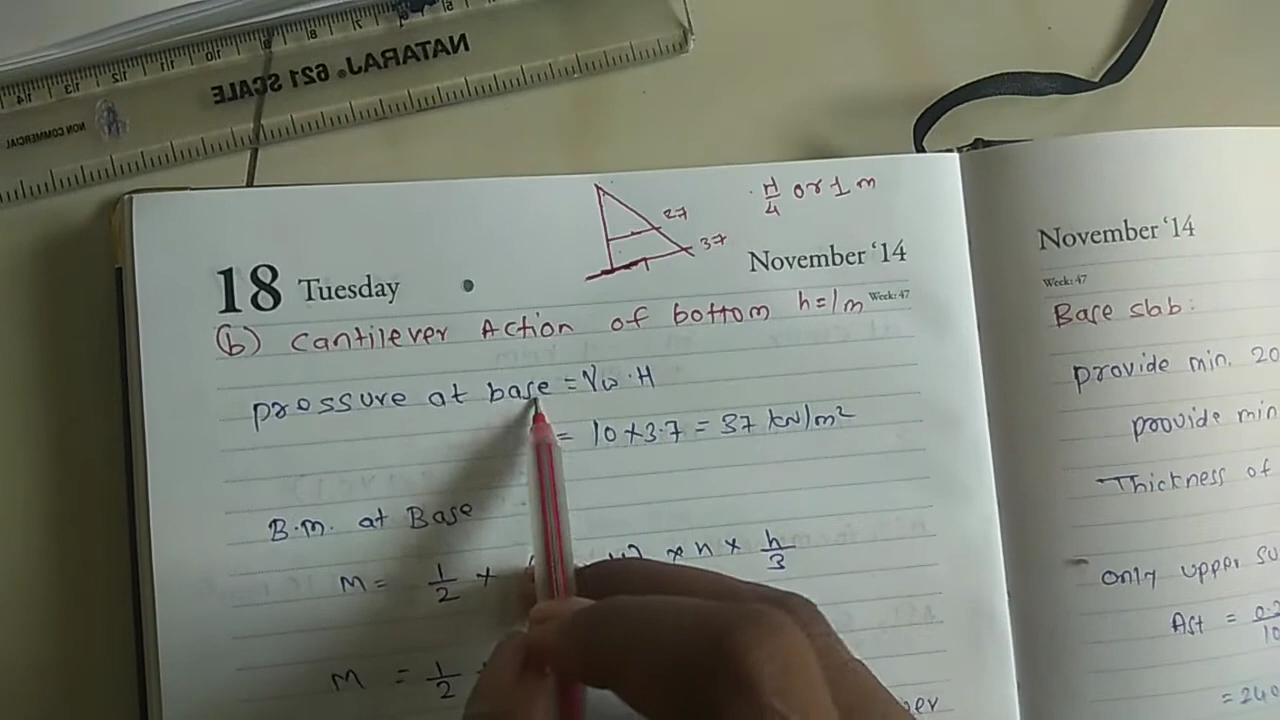 NATARAJ 621 SCALE
NON COMMERCIAL
27
37
H/4 or 1 m
18 Tuesday
November '14
Week: 47
(b) Cantilever Action of bottom h=1m
pressure at base = γw·H
= 10×3.7 = 37 kN/m²
B.M. at Base
M = 1/2 ×
× h × h/3
M = 1/2
November '14
Week: 47
Base slab:
provide min. 20
provide min
Thickness of
only upper su
Ast =
= 240